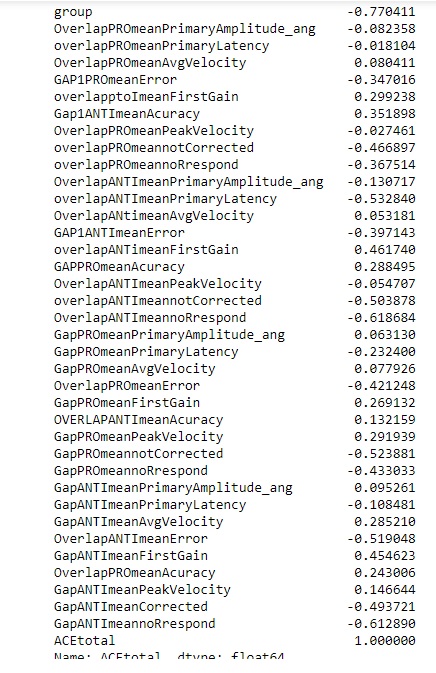 group -0.770411
OverlapPROmeanPrimaryAmplitude_ang -0.082358
overlapPROmeanPrimaryLatency -0.018104
OverlapPROmeanAvgVelocity 0.080411
GAP1PROmeanError -0.347016
overlapptoImeanFirstGain 0.299238
Gap1ANTImeanAcuracy 0.351898
OverlapPROmeanPeakVelocity -0.027461
overlapPROmeannotCorrected -0.466897
overlapPROmeannoRrespond -0.367514
OverlapANTImeanPrimaryAmplitude_ang -0.130717
overlapANTImeanPrimaryLatency -0.532840
overlapANtimeanAvgVelocity 0.053181
GAP1ANTImeanError -0.397143
overlapANTimeanFirstGain 0.461740
GAPPROmeanAcuracy 0.288495
OverlapANTImeanPeakVelocity -0.054707
overlapANTImeannotCorrected -0.503878
OverlapANTImeannoRrespond -0.618684
GapPROmeanPrimaryAmplitude_ang 0.063130
GapPROmeanPrimaryLatency -0.232400
GapPROmeanAvgVelocity 0.077926
OverlapPROmeanError -0.421248
GapPROmeanFirstGain 0.269132
OVERLAPANTImeanAcuracy 0.132159
GapPROmeanPeakVelocity 0.291939
GapPROmeannotCorrected -0.523881
GapPROmeannoRrespond -0.433033
GapANTImeanPrimaryAmplitude_ang 0.095261
GapANTImeanPrimaryLatency -0.108481
GapANTImeanAvgVelocity 0.285210
OverlapANTImeanError -0.519048
GapANTImeanFirstGain 0.454623
OverlapPROmeanAcuracy 0.243006
GapANTimeanPeakVelocity 0.146644
GapANTImeanCorrected -0.493721
GapANTimeannoRrespond -0.612890
ACEtotal 1.000000
Name: ACEtotal, dtype: float64